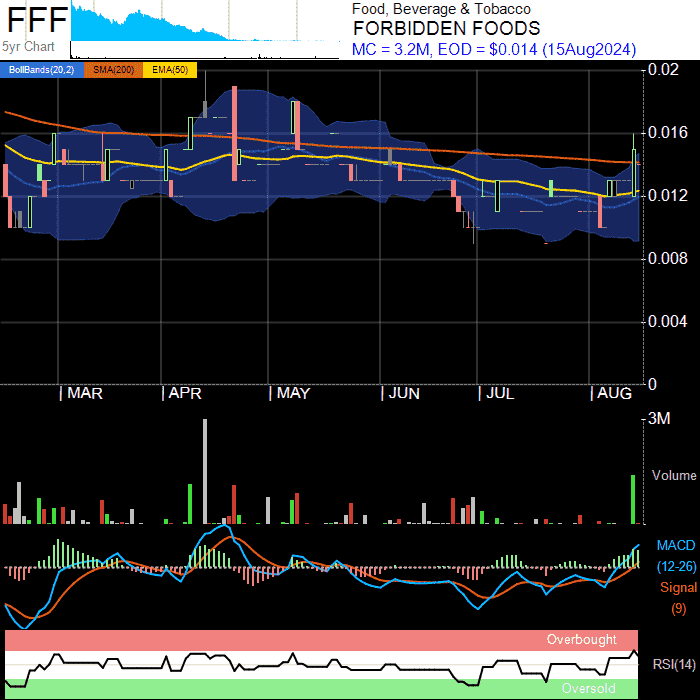 FFF
5yr Chart
Food, Beverage & Tobacco
FORBIDDEN FOODS
MC = 3.2M, EOD = $0.014 (15Aug2024)
BollBands(20,2) SMA(200) EMA(50)
0.02
0.016
0.012
0.008
0.004
0
MAR APR MAY JUN JUL AUG
3M
Volume
MACD
(12-26)
Signal
(9)
Overbought
RSI(14)
Oversold